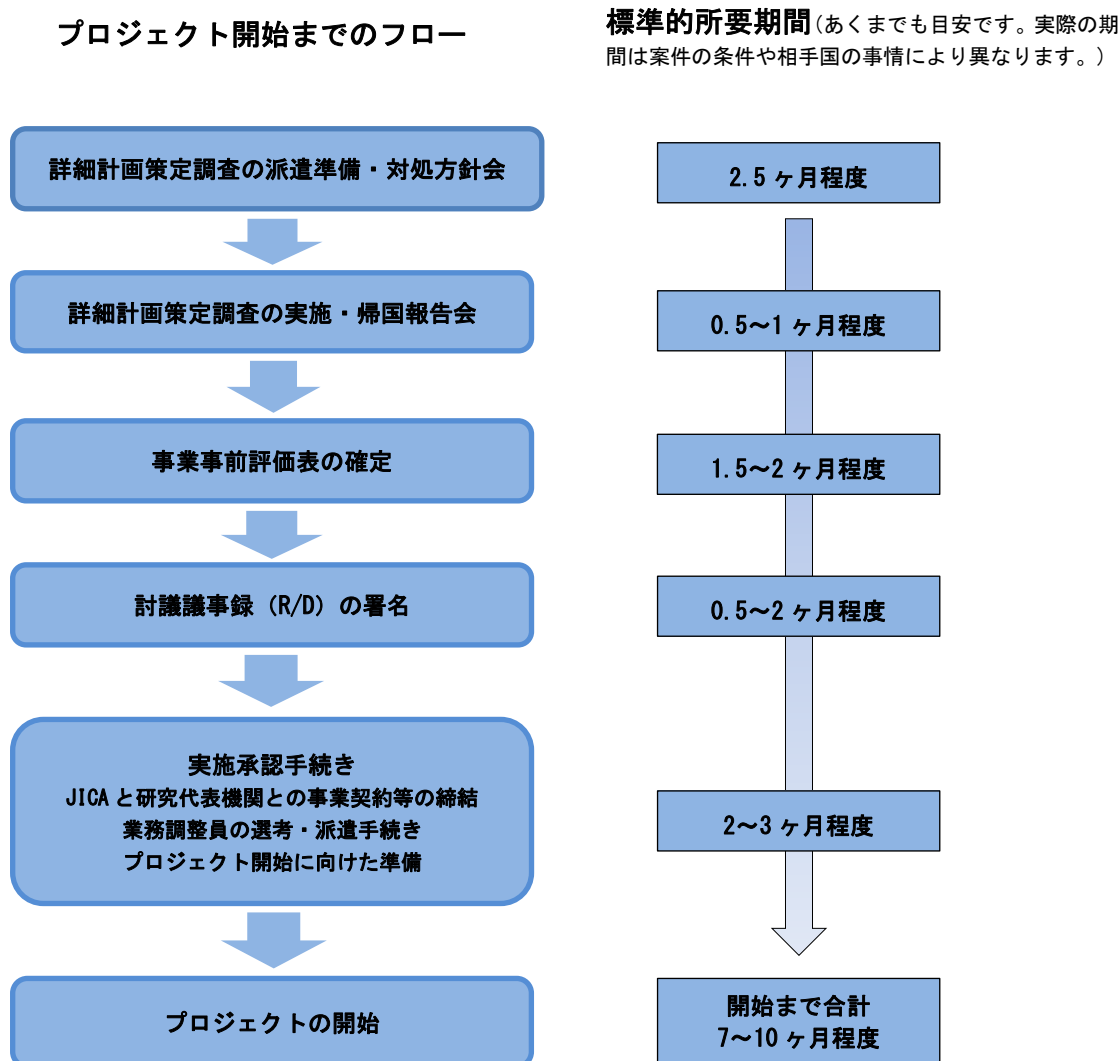 プロジェクト開始までのフロー
標準的所要期間(あくまでも目安です。実際の期
間は案件の条件や相手国の事情により異なります。)
詳細計画策定調査の派遣準備・対処方針会
2.5 ヶ月程度
詳細計画策定調査の実施・帰国報告会
0.5～1 ヶ月程度
事業事前評価表の確定
1.5～2 ヶ月程度
討議議事録（R/D）の署名
0.5～2 ヶ月程度
実施承認手続き
JICA と研究代表機関との事業契約等の締結
業務調整員の選考・派遣手続き
プロジェクト開始に向けた準備
2～3 ヶ月程度
プロジェクトの開始
開始まで合計
7～10 ヶ月程度